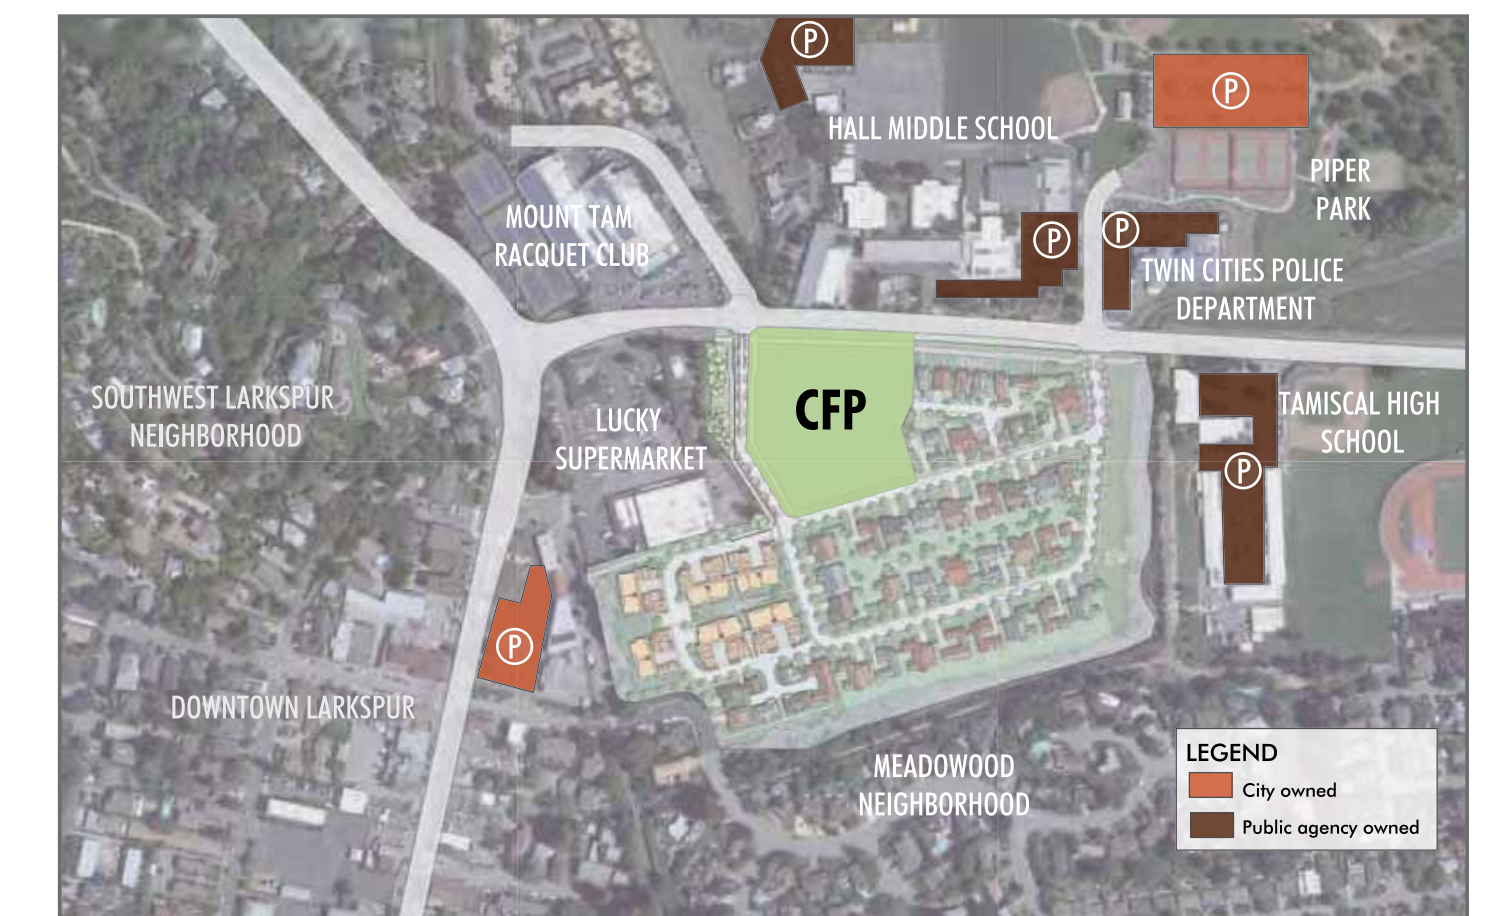 P
P
HALL MIDDLE SCHOOL
PIPER
PARK
MOUNT TAM
RACQUET CLUB
P
P
TWIN CITIES POLICE
DEPARTMENT
SOUTHWEST LARKSPUR
NEIGHBORHOOD
LUCKY
SUPERMARKET
CFP
TAMISCAL HIGH
SCHOOL
P
P
DOWNTOWN LARKSPUR
MEADOWOOD
NEIGHBORHOOD
LEGEND
City owned
Public agency owned